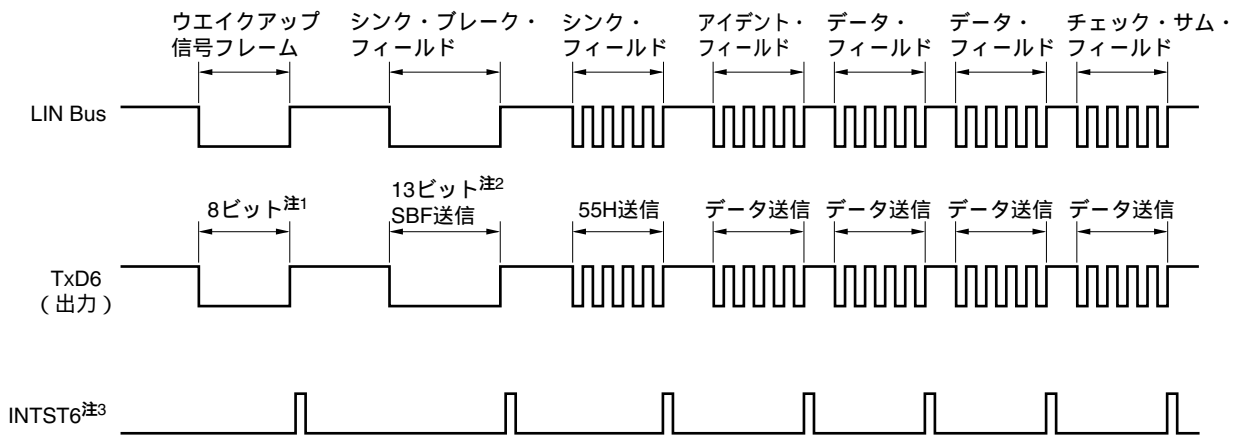 ウエイクアップ
信号フレーム
シンク・ブレーク・
フィールド
シンク・
フィールド
アイデント・
フィールド
データ・
フィールド
データ・
フィールド
チェック・サム・
フィールド
LIN Bus
8ビット注1
13ビット注2
SBF送信
55H送信
データ送信
データ送信
データ送信
データ送信
TxD6
（出力）
INTST6注3